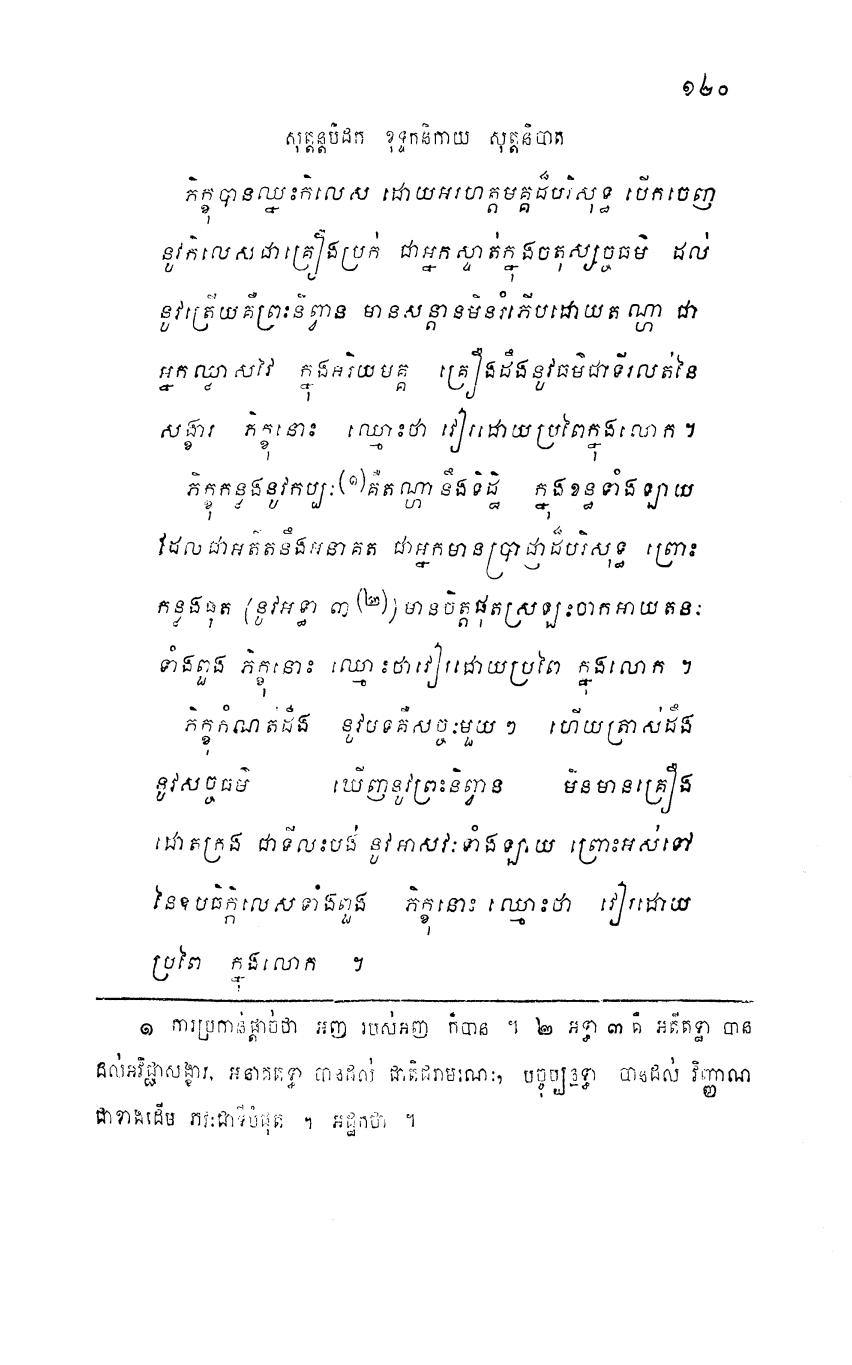 ១២០
សុត្តន្តបិដក ខុទ្ទកនិកាយ សុត្តនិបាត
ភិក្ខុបានឈ្នះកិលេស ដោយអរហត្តមគ្គដ៏បរិសុទ្ធ បើកចេញ
នូវកិលេសជាគ្រឿងប្រក់ ជាអ្នកស្ទាត់ក្នុងចតុស្សច្ចធម៌ ដល់
នូវត្រើយគឺព្រះនិព្វាន មានសន្តានមិនរំភើបដោយតណ្ហា ជា
អ្នកឈ្លាសវៃ ក្នុងអរិយមគ្គ គ្រឿងដឹងនូវធម៌ជាទីរលត់នៃ
សង្ខារ ភិក្ខុនោះ ឈ្មោះថា វៀរដោយប្រពៃក្នុងលោក ។
ភិក្ខុកន្លងនូវកប្បៈ(១)គឺតណ្ហា នឹងទិដ្ឋិ ក្នុងខន្ធទាំងឡាយ
ដែលជាអតីតនឹងអនាគត ជាអ្នកមានប្រាជ្ញាដ៏បរិសុទ្ធ ព្រោះ
កន្លងផុត (នូវអទ្ធា ៣(២)) មានចិត្តផុតស្រឡះចាកអាយតនៈ
ទាំងពួង ភិក្ខុនោះ ឈ្មោះថាវៀរដោយប្រពៃ ក្នុងលោក ។
ភិក្ខុកំណត់ដឹង នូវបទគឺសច្ចៈមួយៗ ហើយត្រាស់ដឹង
នូវសច្ចធម៌ ឃើញនូវព្រះនិព្វាន មិនមានគ្រឿង
ដោតក្រង ជាទីលះបង់ នូវអាសវៈទាំងឡាយ ព្រោះអស់ទៅ
នៃឧបធិក្កិលេសទាំងពួង ភិក្ខុនោះ ឈ្មោះថា វៀរដោយ
ប្រពៃ ក្នុងលោក ។
១ ការប្រកាន់ផ្តាច់ថា អញ របស់អញ ក៏បាន ។ ២ អទ្ធា ៣ គឺ អតីតទ្ធា បាន
ដល់អវិជ្ជាសង្ខារ, អនាគតទ្ធា បានដល់ ជាតិជរាមរណៈ, បច្ចុប្បន្នទ្ធា បានដល់ វិញ្ញាណ
ជាខាងដើម ភវៈជាទីបំផុត ។ អដ្ឋកថា ។